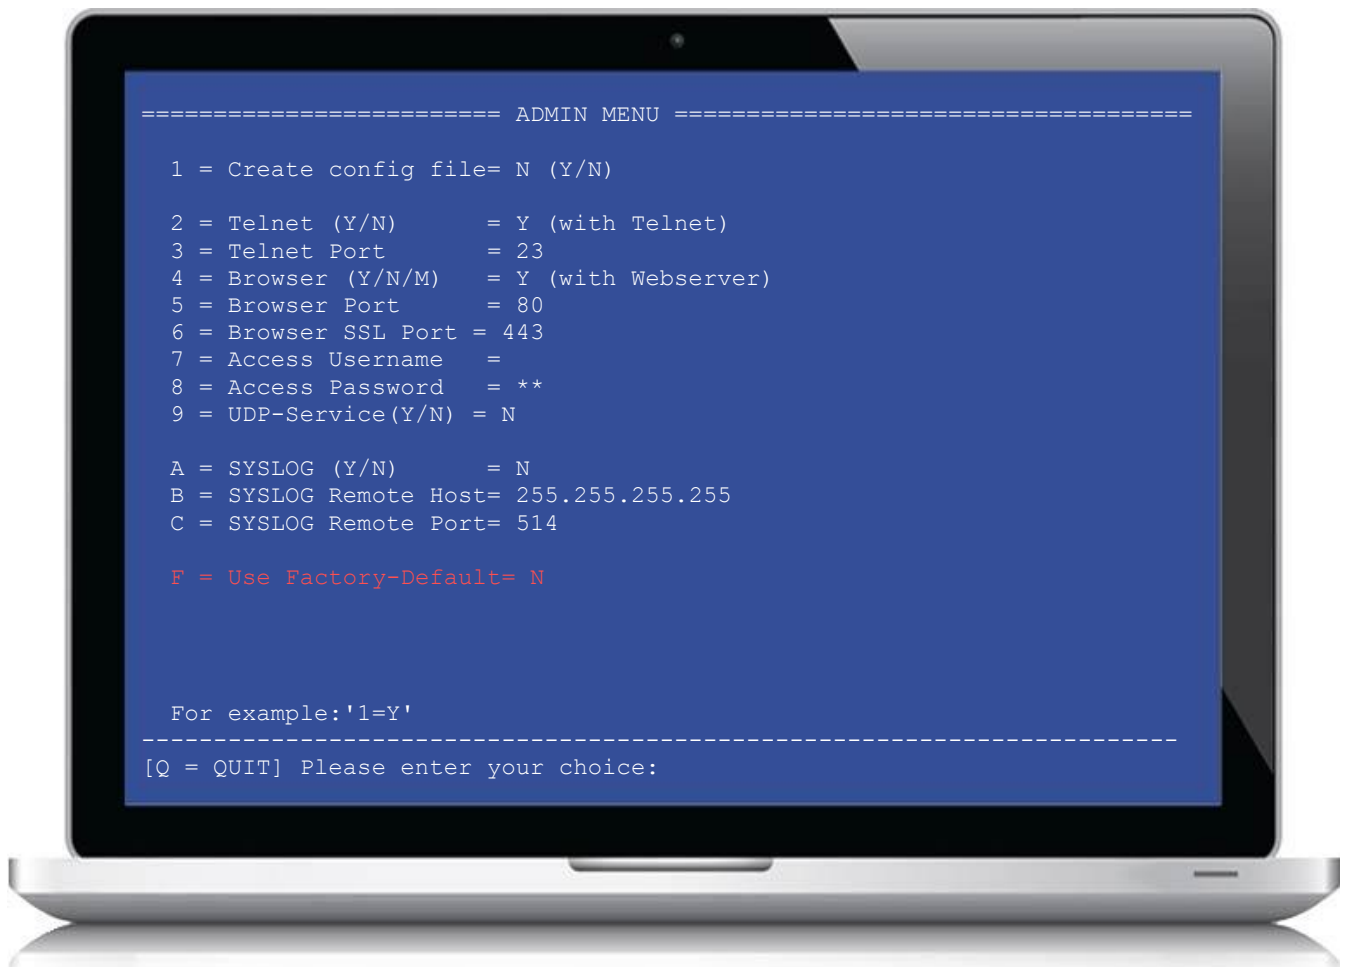 ========================= ADMIN MENU ====================================
1 = Create config file= N (Y/N)
2 = Telnet (Y/N)      = Y (with Telnet)
3 = Telnet Port       = 23
4 = Browser (Y/N/M)   = Y (with Webserver)
5 = Browser Port      = 80
6 = Browser SSL Port = 443
7 = Access Username   =
8 = Access Password   = **
9 = UDP-Service(Y/N) = N
A = SYSLOG (Y/N)      = N
B = SYSLOG Remote Host= 255.255.255.255
C = SYSLOG Remote Port= 514
F = Use Factory-Default= N
For example:'1=Y'
------------------------------------------------------------------------
[Q = QUIT] Please enter your choice: